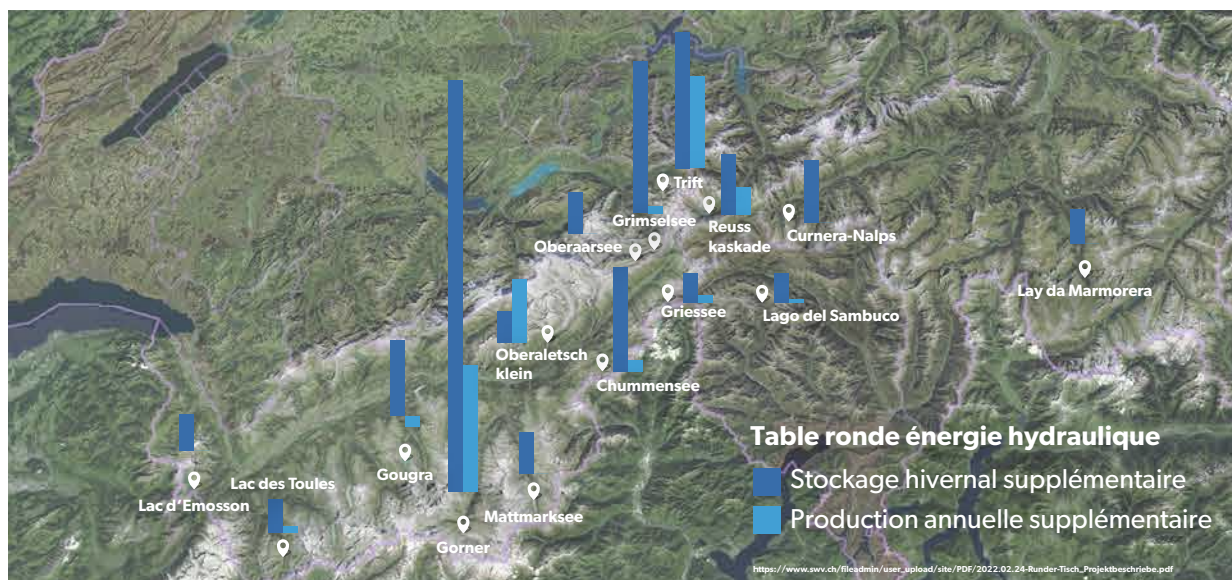 Trift
Grimselsee
Reuss
kaskade
Oberaarsee
Curnera-Nalps
Lay da Marmorera
Griessee
Lago del Sambuco
Oberaletsch
klein
Chummensee
Gougra
Lac des Toules
Lac d’Emosson
Mattmarksee
Gorner
Table ronde énergie hydraulique
Stockage hivernal supplémentaire
Production annuelle supplémentaire
https://www.swv.ch/fileadmin/user_upload/site/PDF/2022.02.24-Runder-Tisch_Projektbeschriebe.pdf